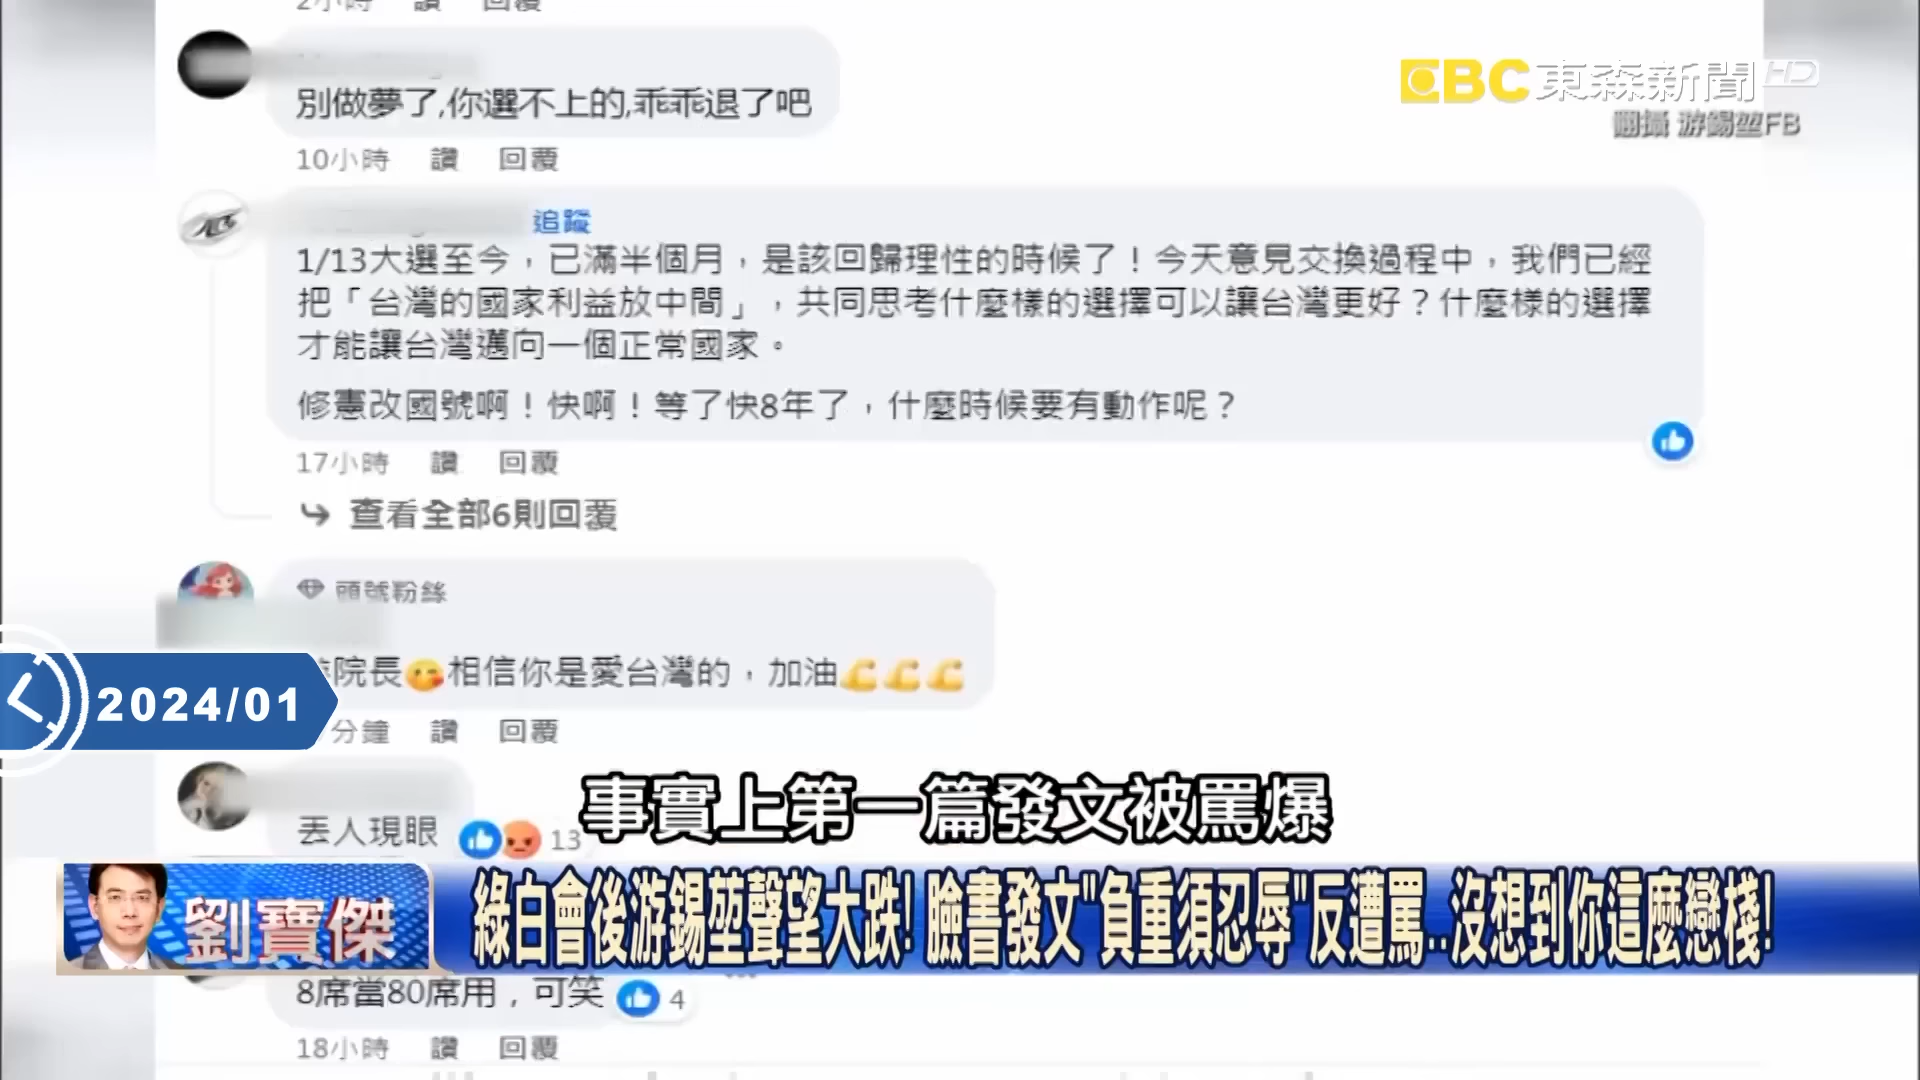 2小時 讚 回覆
EBC東森新聞HD
翻攝 游錫堃FB
別做夢了,你選不上的,乖乖退了吧
10小時 讚 回覆
追蹤
1/13大選至今，已滿半個月，是該回歸理性的時候了！今天意見交換過程中，我們已經
把「台灣的國家利益放中間」，共同思考什麼樣的選擇可以讓台灣更好？什麼樣的選擇
才能讓台灣邁向一個正常國家。
修憲改國號啊！快啊！等了快8年了，什麼時候要有動作呢？
17小時 讚 回覆
查看全部6則回覆
頭號粉絲
院長😘相信你是愛台灣的，加油💪💪💪
2024/01
分鐘 讚 回覆
丟人現眼
13
事實上第一篇發文被罵爆
劉寶傑
綠白會後游錫堃聲望大跌!臉書發文"負重須忍辱"反遭罵..沒想到你這麼戀棧!
8席當80席用，可笑
4
18小時 讚 回覆